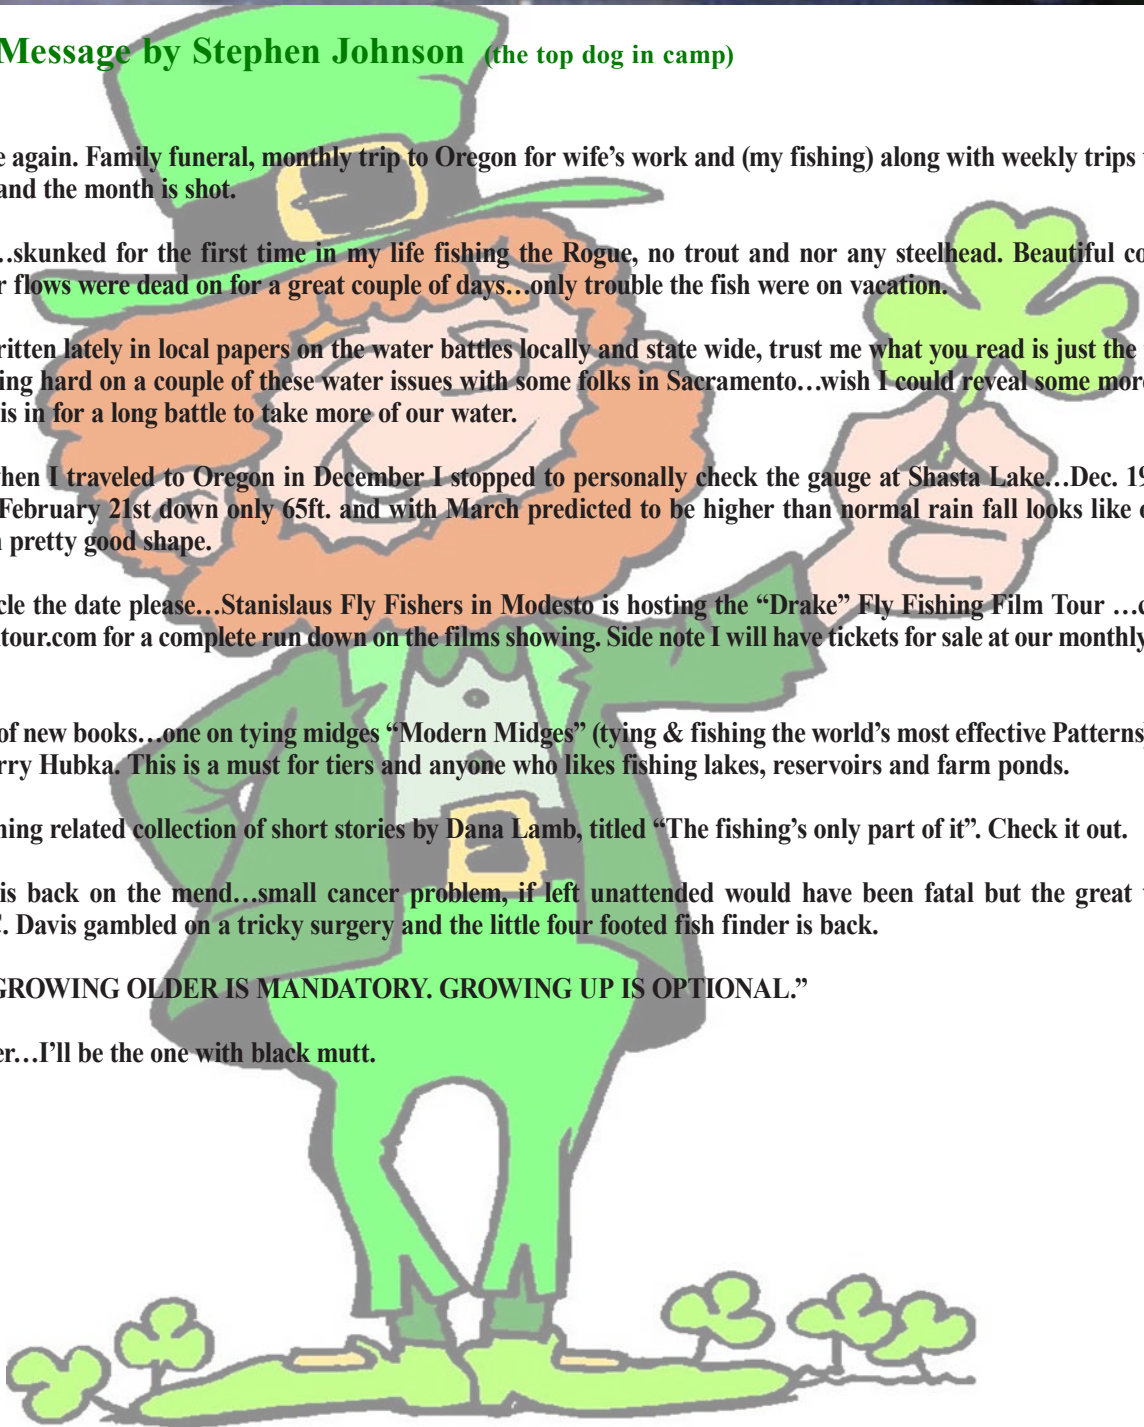 Message by Stephen Johnson (the top dog in camp)
e again. Family funeral, monthly trip to Oregon for wife’s work and (my fishing) along with weekly trips
and the month is shot.
…skunked for the first time in my life fishing the Rogue, no trout and nor any steelhead. Beautiful co
r flows were dead on for a great couple of days…only trouble the fish were on vacation.
ritten lately in local papers on the water battles locally and state wide, trust me what you read is just the
ing hard on a couple of these water issues with some folks in Sacramento…wish I could reveal some more
is in for a long battle to take more of our water.
when I traveled to Oregon in December I stopped to personally check the gauge at Shasta Lake…Dec. 19
February 21st down only 65ft. and with March predicted to be higher than normal rain fall looks like
n pretty good shape.
cle the date please…Stanislaus Fly Fishers in Modesto is hosting the “Drake” Fly Fishing Film Tour …c
tour.com for a complete run down on the films showing. Side note I will have tickets for sale at our monthly
of new books…one on tying midges “Modern Midges” (tying & fishing the world’s most effective Patterns)
rry Hubka. This is a must for tiers and anyone who likes fishing lakes, reservoirs and farm ponds.
hing related collection of short stories by Dana Lamb, titled “The fishing’s only part of it”. Check it out.
is back on the mend…small cancer problem, if left unattended would have been fatal but the great
C. Davis gambled on a tricky surgery and the little four footed fish finder is back.
GROWING OLDER IS MANDATORY. GROWING UP IS OPTIONAL.”
er…I’ll be the one with black mutt.